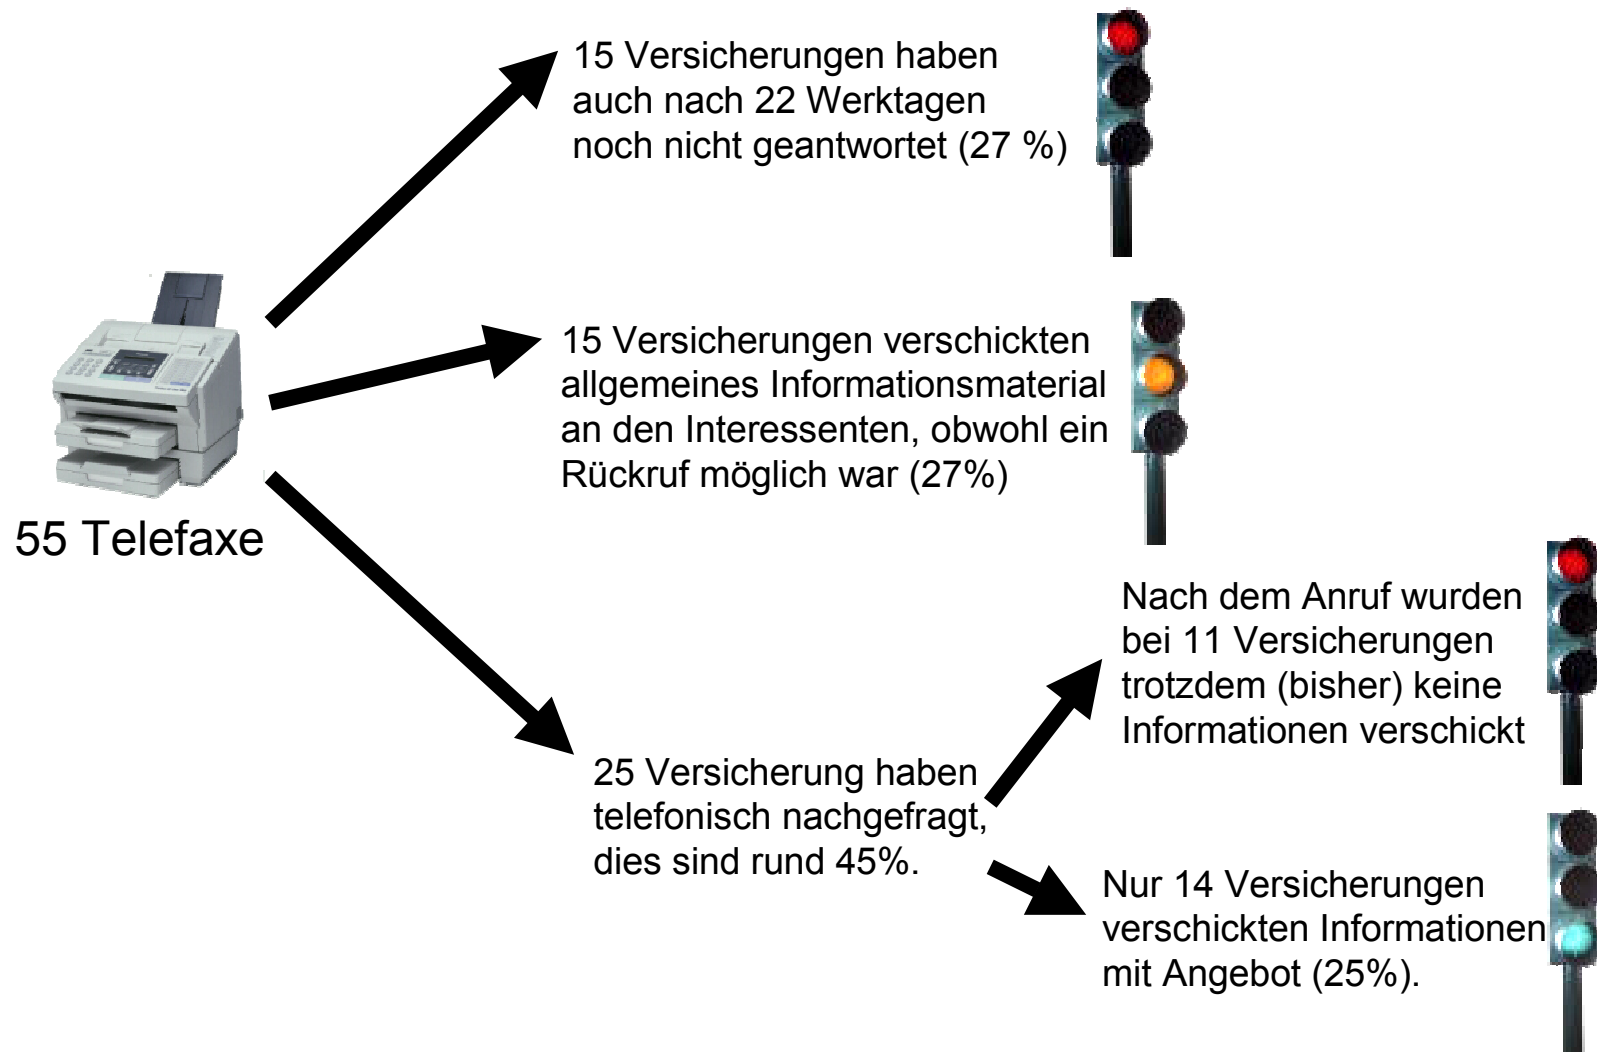 15 Versicherungen haben
auch nach 22 Werktagen
noch nicht geantwortet (27 %)
15 Versicherungen verschickten
allgemeines Informationsmaterial
an den Interessenten, obwohl ein
Rückruf möglich war (27%)
55 Telefaxe
Nach dem Anruf wurden
bei 11 Versicherungen
trotzdem (bisher) keine
Informationen verschickt
25 Versicherung haben
telefonisch nachgefragt,
dies sind rund 45%.
Nur 14 Versicherungen
verschickten Informationen
mit Angebot (25%).